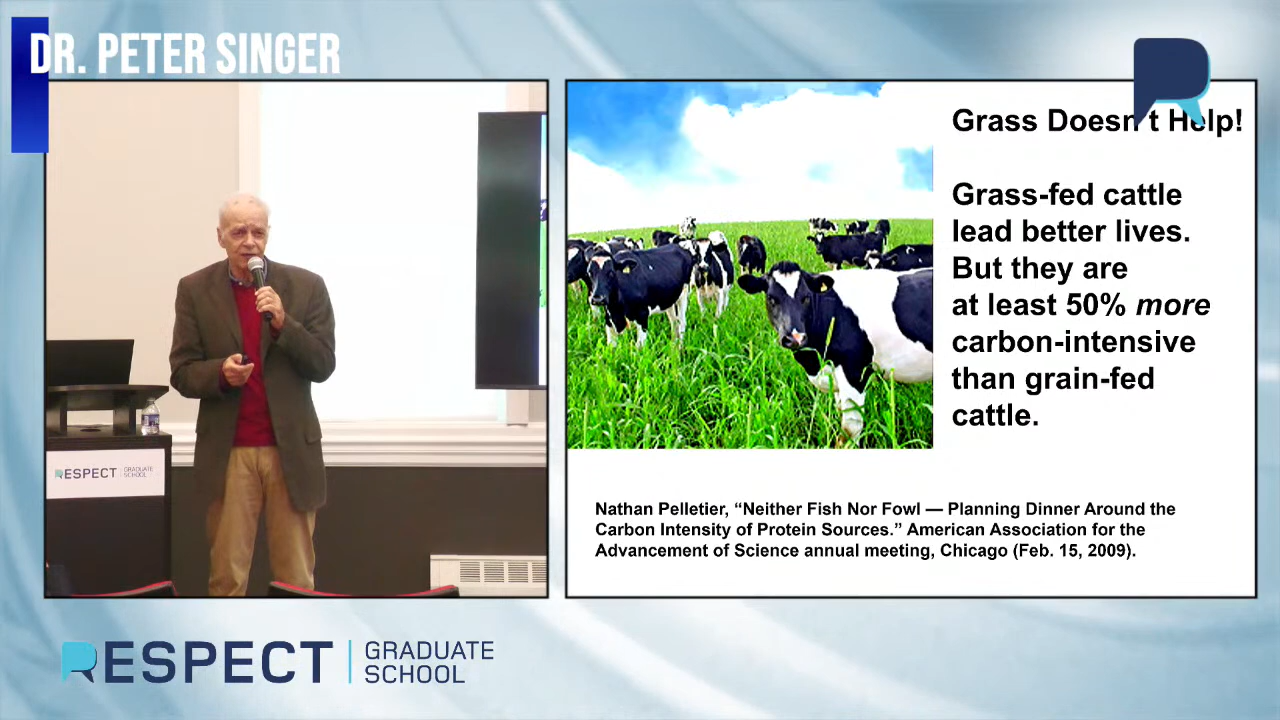 DR. PETER SINGER
RESPECT GRADUATE
SCHOOL
Grass Doesn't Help!
Grass-fed cattle
lead better lives.
But they are
at least 50% more
carbon-intensive
than grain-fed
cattle.
Nathan Pelletier, “Neither Fish Nor Fowl — Planning Dinner Around the
Carbon Intensity of Protein Sources.” American Association for the
Advancement of Science annual meeting, Chicago (Feb. 15, 2009).
RESPECT GRADUATE
SCHOOL